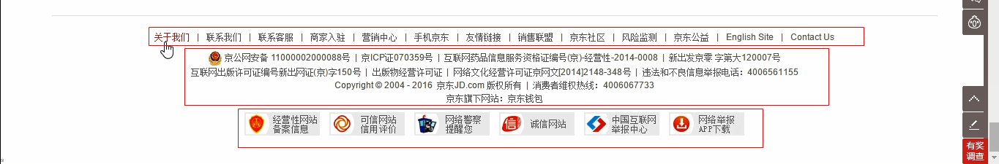 关于我们 | 联系我们 | 联系客服 | 商家入驻 | 营销中心 | 手机京东 | 友情链接 | 销售联盟 | 京东社区 | 风险监测 | 京东公益 | English Site | Contact Us
京公网安备 11000002000088号 | 京ICP证070359号 | 互联网药品信息服务资格证编号(京)-经营性-2014-0008 | 新出发京零 字第大120007号
互联网出版许可证编号新出网证(京)字150号 | 出版物经营许可证 | 网络文化经营许可证京网文[2014]2148-348号 | 违法和不良信息举报电话：4006561155
Copyright © 2004 - 2016 京东JD.com 版权所有 | 消费者维权热线：4006067733
京东旗下网站：京东钱包
经营性网站
备案信息
可信网站
信用评价
网络警察
提醒您
信
诚信网站
中国互联网
举报中心
网络举报
APP下载
有奖
调查